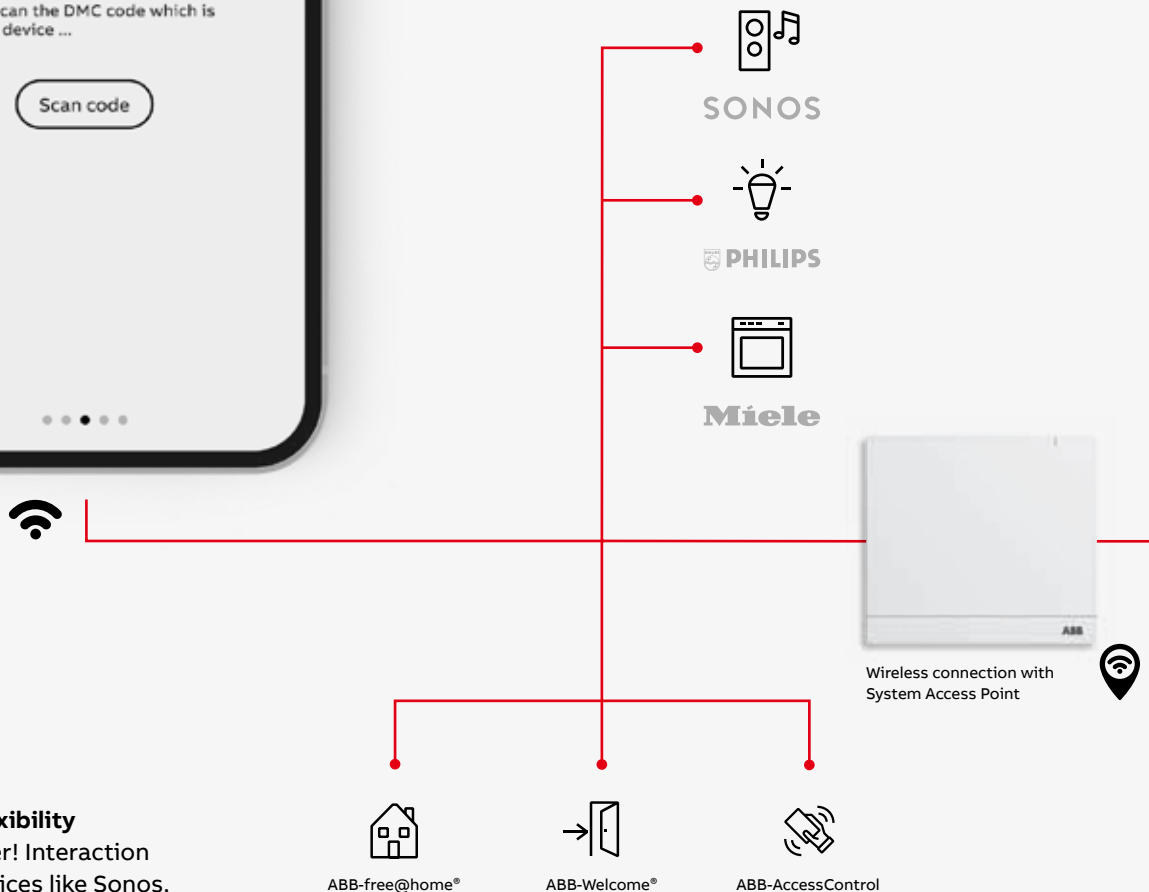 can the DMC code which is
device ...
Scan code
SONOS
PHILIPS
Miele
ABB
Wireless connection with
System Access Point
xibility
er! Interaction
ices like Sonos,
ABB-free@home®
ABB-Welcome®
ABB-AccessControl